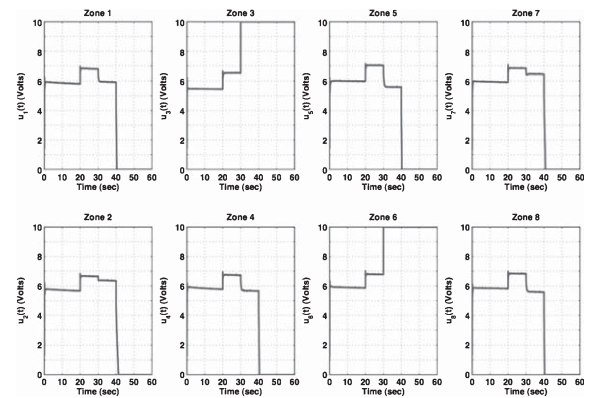 Zone 1
Zone 3
Zone 5
Zone 7
10
8
6
4
2
0
u1(t) (Volts)
0 10 20 30 40 50 60
Time (sec)
10
8
6
4
2
0
u3(t) (Volts)
0 10 20 30 40 50 60
Time (sec)
10
8
6
4
2
0
u5(t) (Volts)
0 10 20 30 40 50 60
Time (sec)
10
8
6
4
2
0
u7(t) (Volts)
0 10 20 30 40 50 60
Time (sec)
Zone 2
Zone 4
Zone 6
Zone 8
10
8
6
4
2
0
u2(t) (Volts)
0 10 20 30 40 50 60
Time (sec)
10
8
6
4
2
0
u4(t) (Volts)
0 10 20 30 40 50 60
Time (sec)
10
8
6
4
2
0
u6(t) (Volts)
0 10 20 30 40 50 60
Time (sec)
10
8
6
4
2
0
u8(t) (Volts)
0 10 20 30 40 50 60
Time (sec)